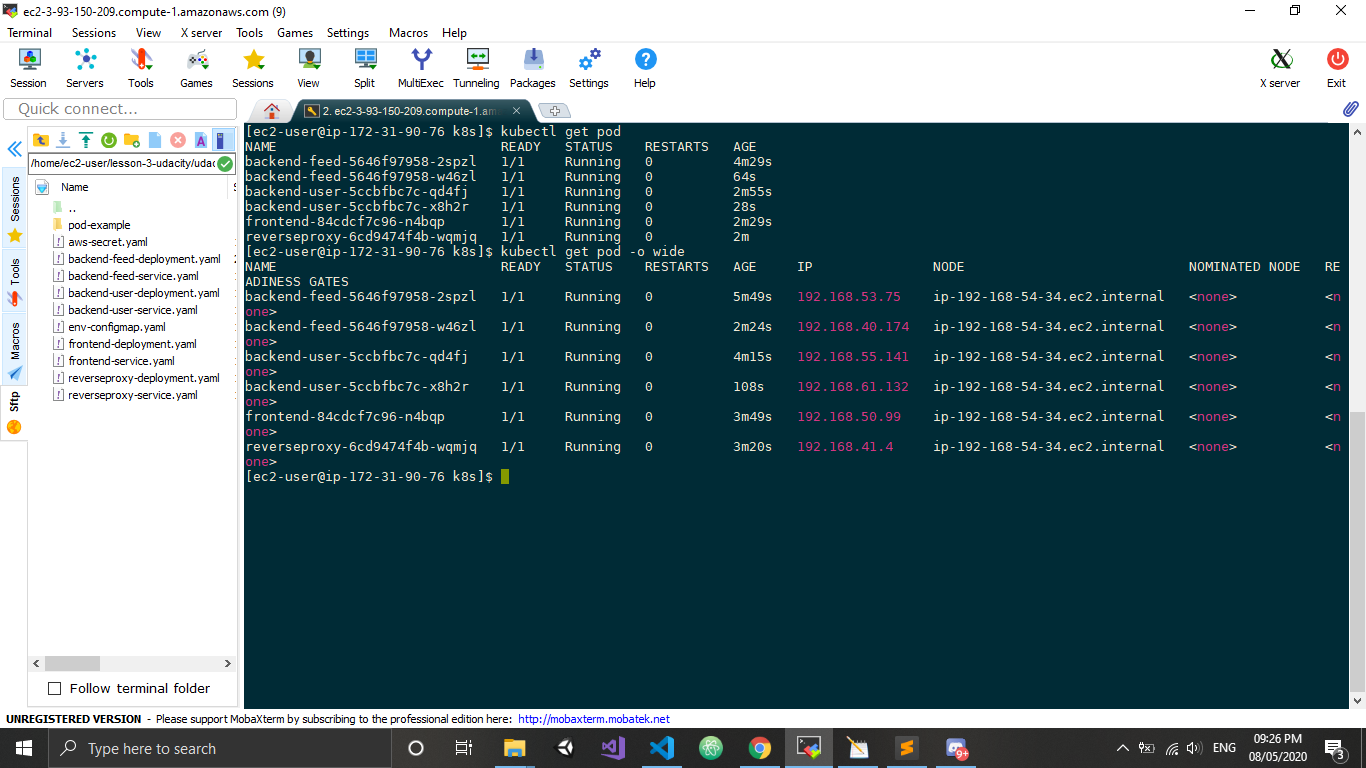 ec2-3-93-150-209.compute-1.amazonaws.com (9)
Terminal Sessions View X server Tools Games Settings Macros Help
Session Servers Tools Games Sessions View Split MultiExec Tunneling Packages Settings Help X server Exit
Quick connect...
2. ec2-3-93-150-209.compute-1.am
/home/ec2-user/lesson-3-udacity/udac
Name
..
pod-example
aws-secret.yaml
backend-feed-deployment.yaml
backend-feed-service.yaml
backend-user-deployment.yaml
backend-user-service.yaml
env-configmap.yaml
frontend-deployment.yaml
frontend-service.yaml
reverseproxy-deployment.yaml
reverseproxy-service.yaml
Sessions
Tools
Macros
Sftp
Follow terminal folder
[ec2-user@ip-172-31-90-76 k8s]$ kubectl get pod
NAME READY STATUS RESTARTS AGE
backend-feed-5646f97958-2spzl 1/1 Running 0 4m29s
backend-feed-5646f97958-w46zl 1/1 Running 0 64s
backend-user-5ccbfbc7c-qd4fj 1/1 Running 0 2m55s
backend-user-5ccbfbc7c-x8h2r 1/1 Running 0 28s
frontend-84cdcf7c96-n4bqp 1/1 Running 0 2m29s
reverseproxy-6cd9474f4b-wqmjq 1/1 Running 0 2m
[ec2-user@ip-172-31-90-76 k8s]$ kubectl get pod -o wide
NAME READY STATUS RESTARTS AGE IP NODE NOMINATED NODE RE
ADINESS GATES
backend-feed-5646f97958-2spzl 1/1 Running 0 5m49s 192.168.53.75 ip-192-168-54-34.ec2.internal <none> <n
one>
backend-feed-5646f97958-w46zl 1/1 Running 0 2m24s 192.168.40.174 ip-192-168-54-34.ec2.internal <none> <n
one>
backend-user-5ccbfbc7c-qd4fj 1/1 Running 0 4m15s 192.168.55.141 ip-192-168-54-34.ec2.internal <none> <n
one>
backend-user-5ccbfbc7c-x8h2r 1/1 Running 0 108s 192.168.61.132 ip-192-168-54-34.ec2.internal <none> <n
one>
frontend-84cdcf7c96-n4bqp 1/1 Running 0 3m49s 192.168.50.99 ip-192-168-54-34.ec2.internal <none> <n
one>
reverseproxy-6cd9474f4b-wqmjq 1/1 Running 0 3m20s 192.168.41.4 ip-192-168-54-34.ec2.internal <none> <n
one>
[ec2-user@ip-172-31-90-76 k8s]$
UNREGISTERED VERSION - Please support MobaXterm by subscribing to the professional edition here: http://mobaxterm.mobatek.net
Type here to search
9+
ENG
09:26 PM
08/05/2020
3